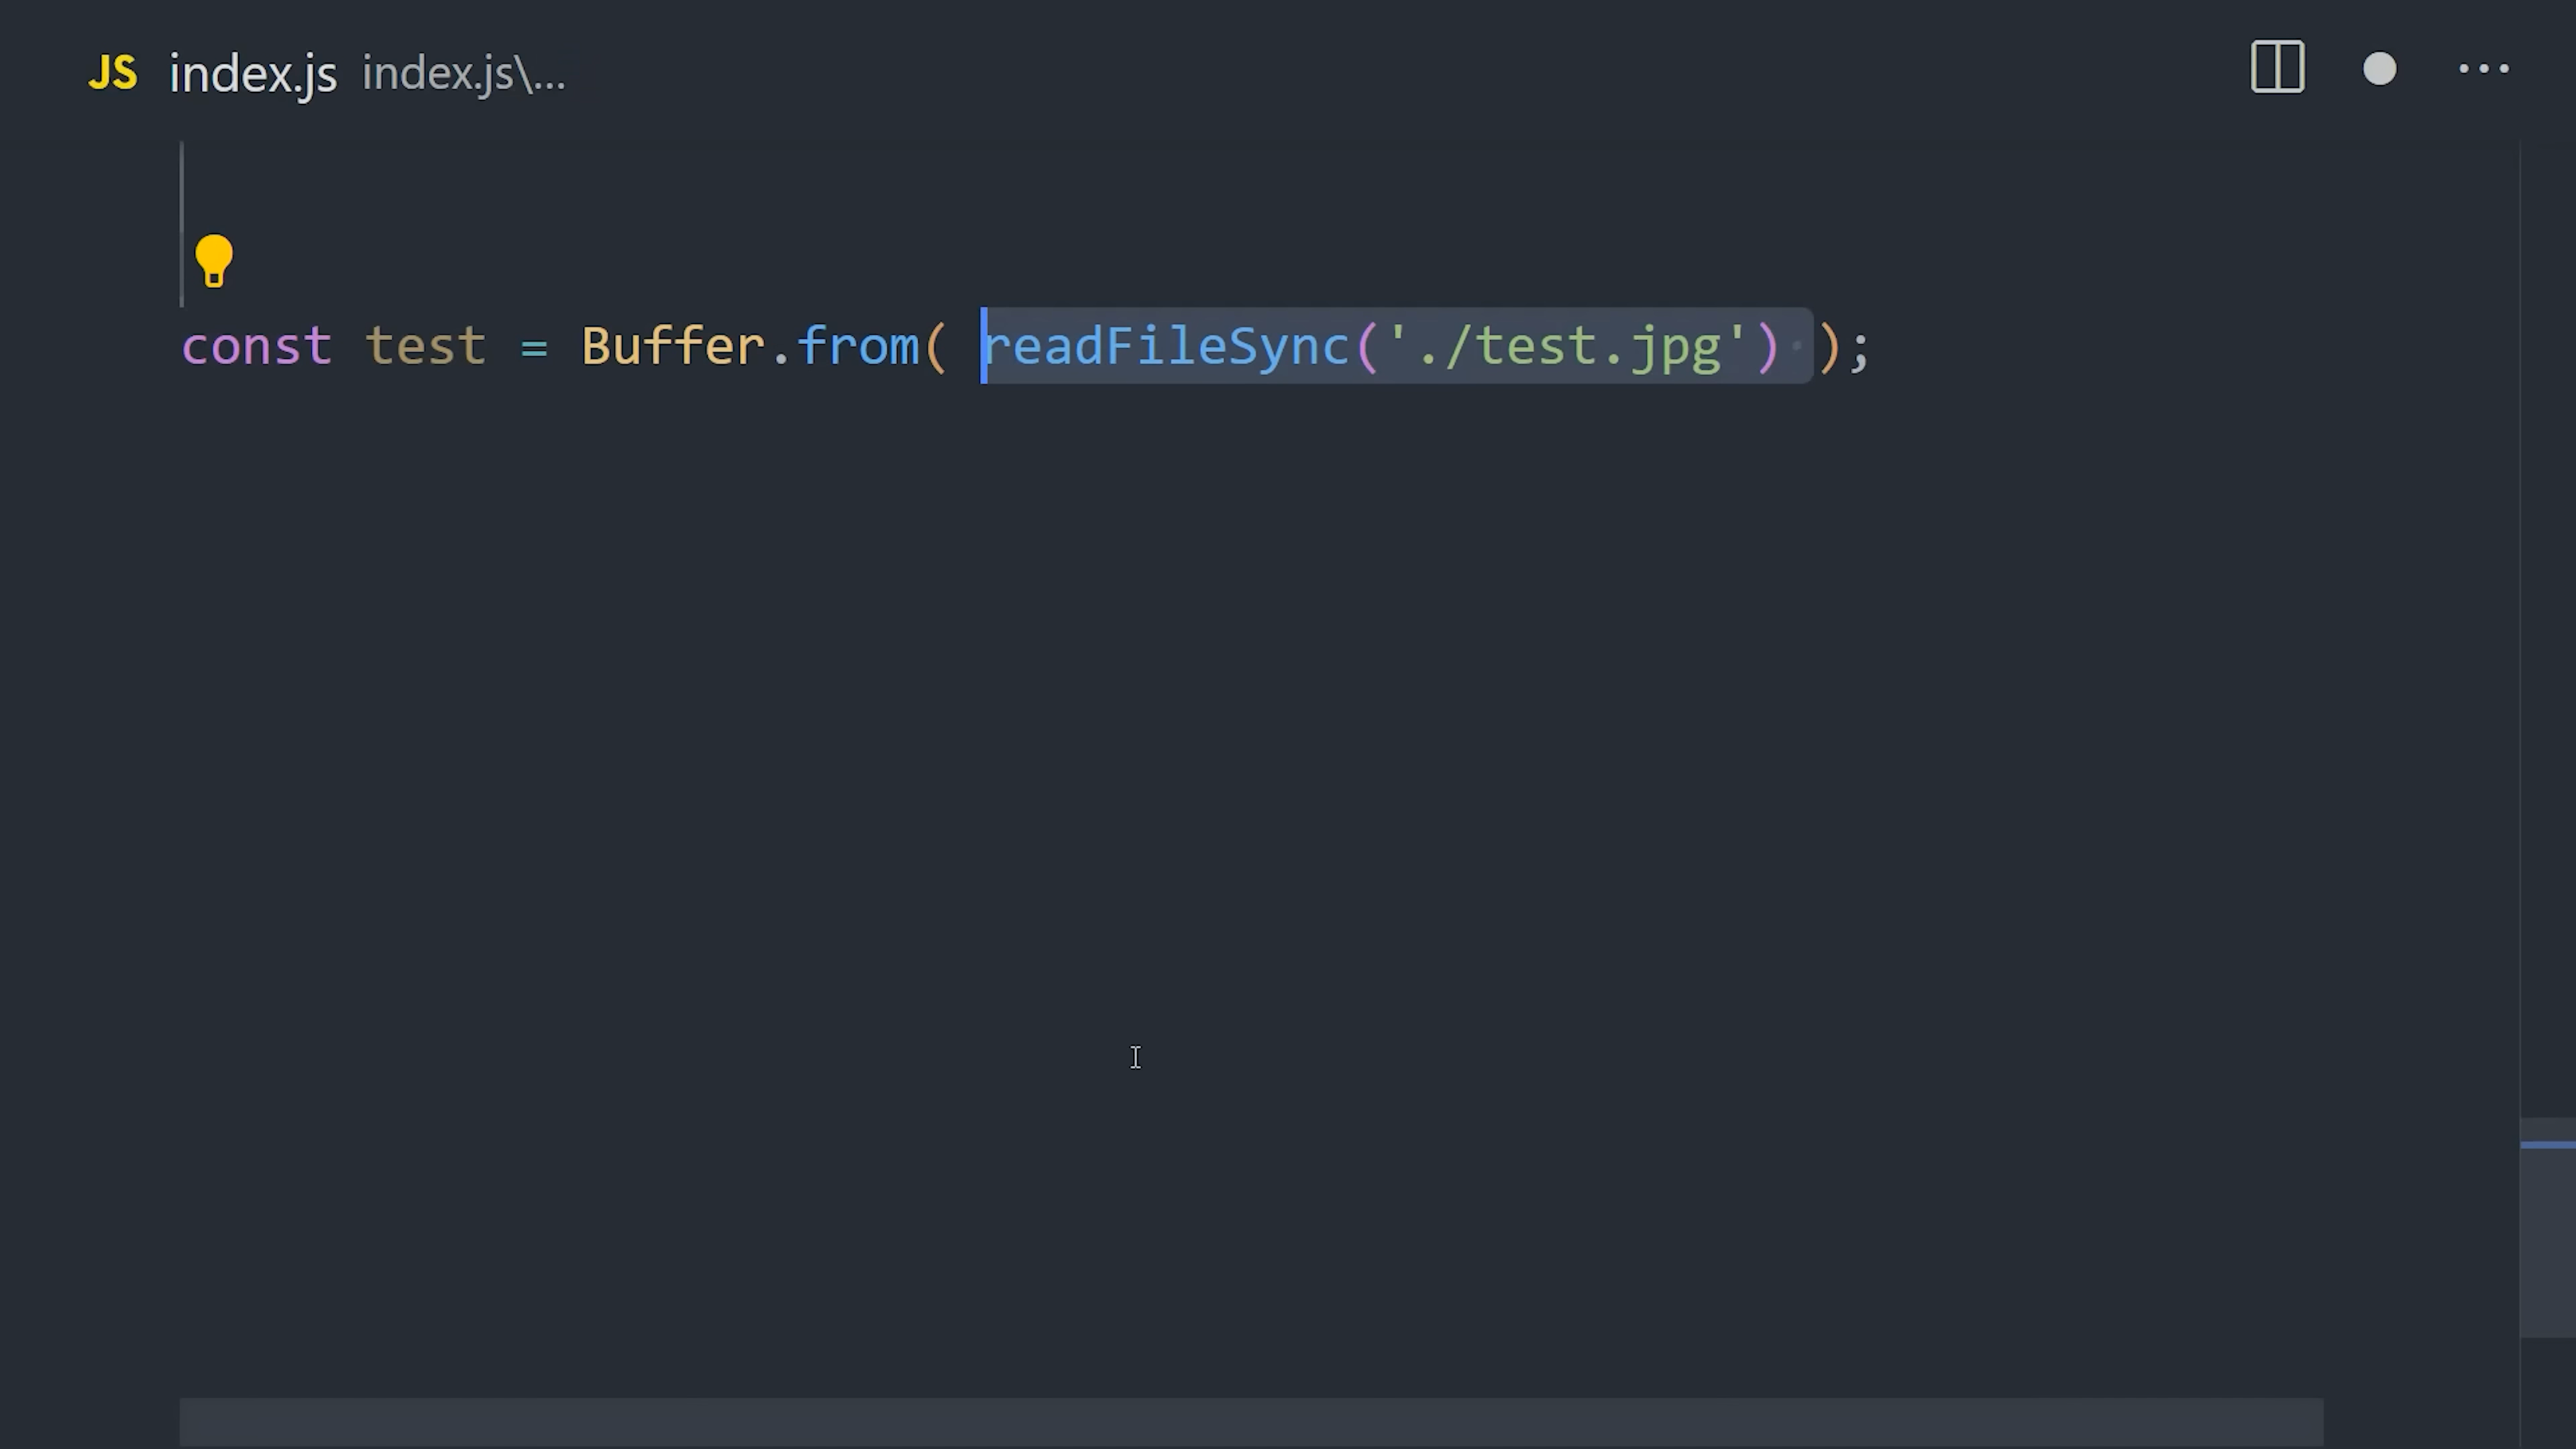 JS index.js index.js\...
const test = Buffer.from( readFileSync('./test.jpg') );